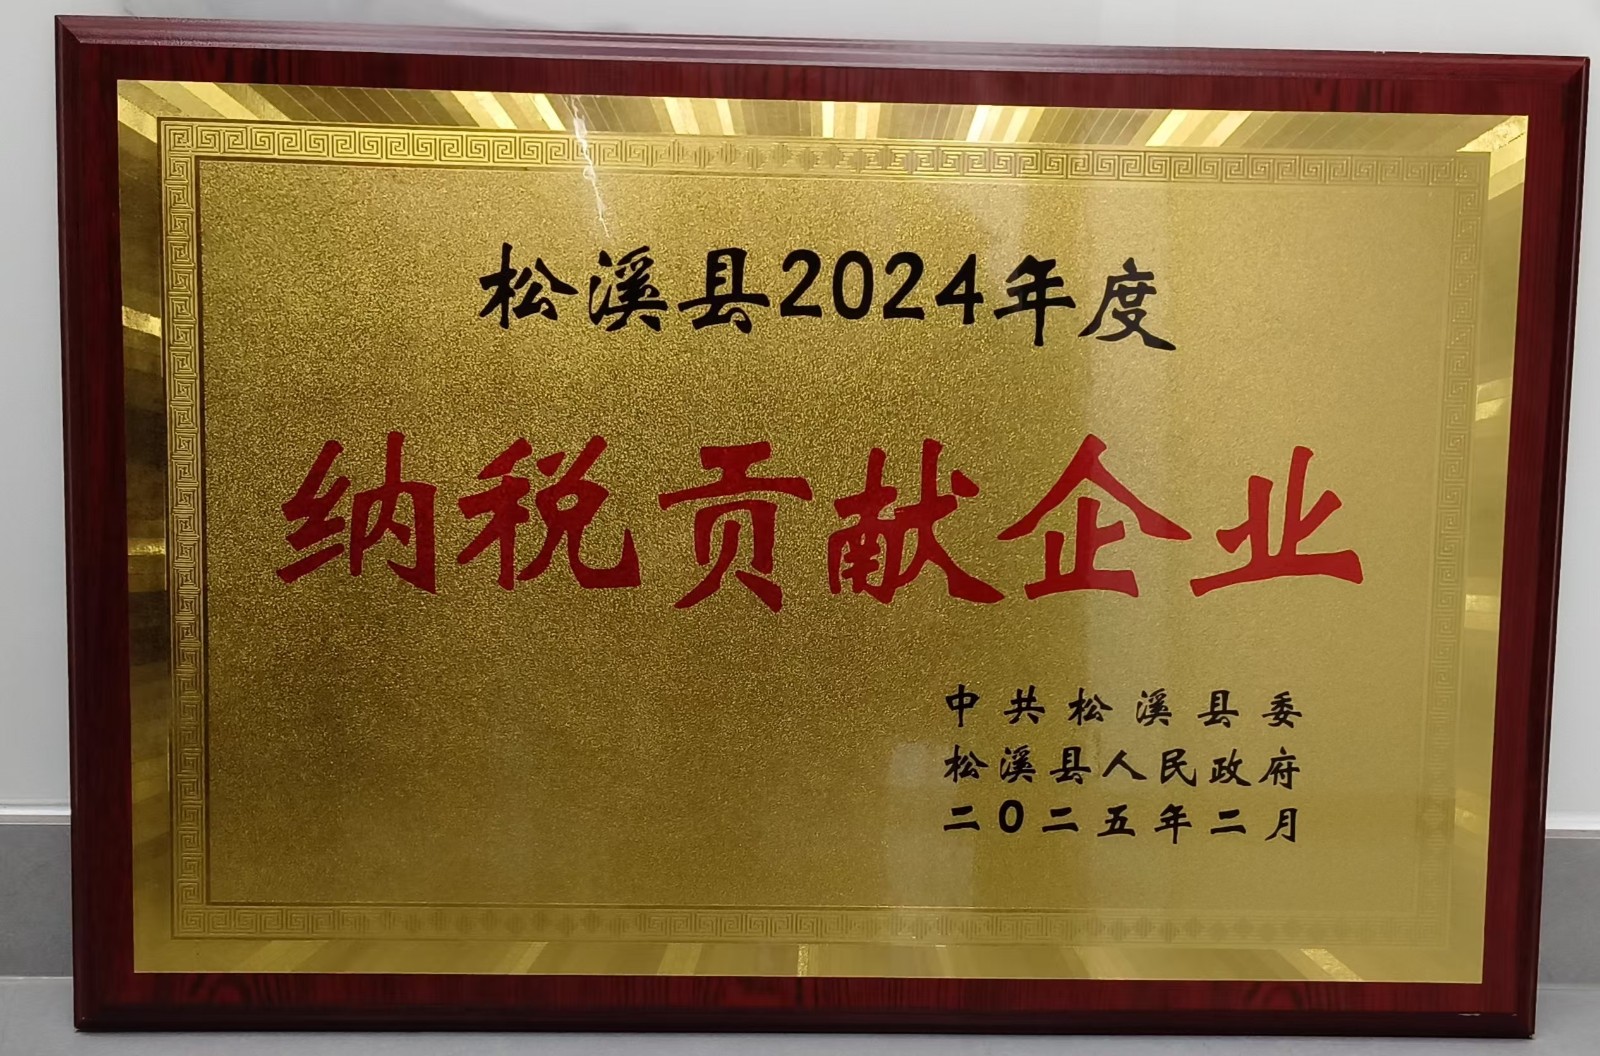 松溪县2024年度
纳税贡献企业
中共松溪县委
松溪县人民政府
二0二五年二月